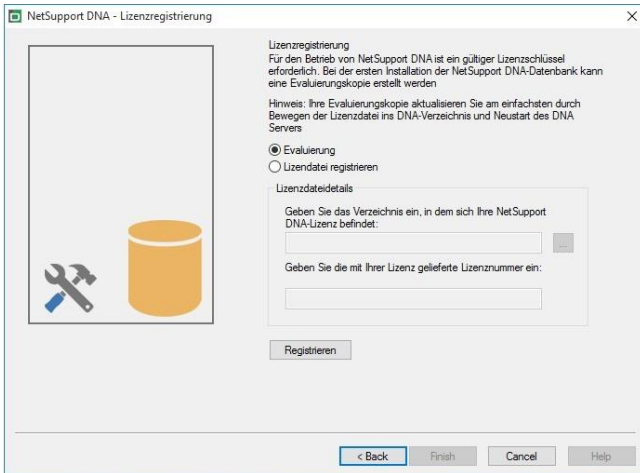 NetSupport DNA - Lizenzregistrierung
Lizenzregistrierung
Für den Betrieb von NetSupport DNA ist ein gültiger Lizenzschlüssel
erforderlich. Bei der ersten Installation der NetSupport DNA-Datenbank kann
eine Evaluierungskopie erstellt werden
Hinweis: Ihre Evaluierungskopie aktualisieren Sie am einfachsten durch
Bewegen der Lizenzdatei ins DNA-Verzeichnis und Neustart des DNA
Servers
Evaluierung
Lizendatei registrieren
Lizenzdateidetails
Geben Sie das Verzeichnis ein, in dem sich Ihre NetSupport
DNA-Lizenz befindet:
...
Geben Sie die mit Ihrer Lizenz gelieferte Lizenznummer ein:
Registrieren
< Back
Finish
Cancel
Help